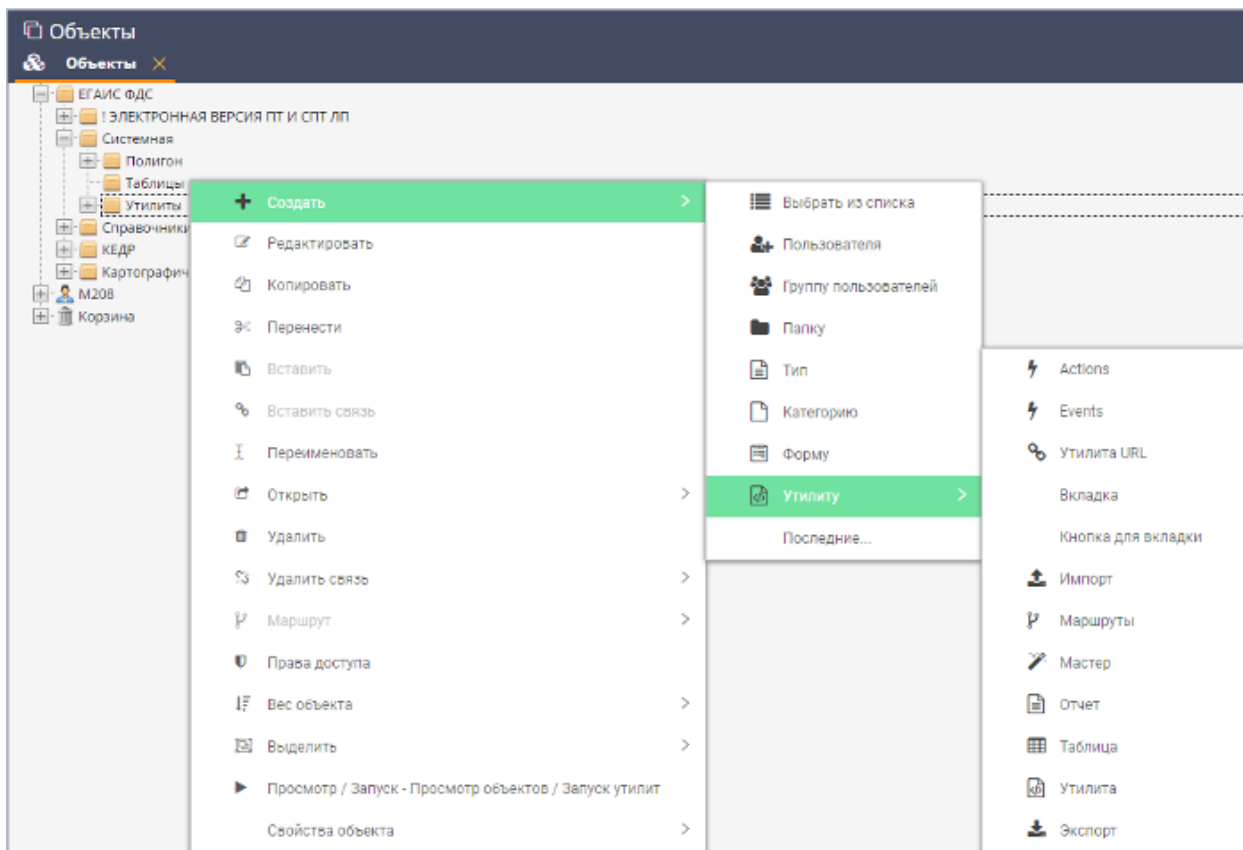 Объекты
Объекты
ЕГАИС ФДС
! ЭЛЕКТРОННАЯ ВЕРСИЯ ПТ И СПТ ЛП
Системная
Полигон
Таблицы
Утилиты
Справочники
КЕДР
Картографич
М208
Корзина
Создать
Редактировать
Копировать
Перенести
Вставить
Вставить связь
Переименовать
Открыть
Удалить
Удалить связь
Маршрут
Права доступа
Вес объекта
Выделить
Просмотр / Запуск - Просмотр объектов / Запуск утилит
Свойства объекта
Выбрать из списка
Пользователя
Группу пользователей
Папку
Тип
Категорию
Форму
Утилиту
Последние...
Actions
Events
Утилита URL
Вкладка
Кнопка для вкладки
Импорт
Маршруты
Мастер
Отчет
Таблица
Утилита
Экспорт